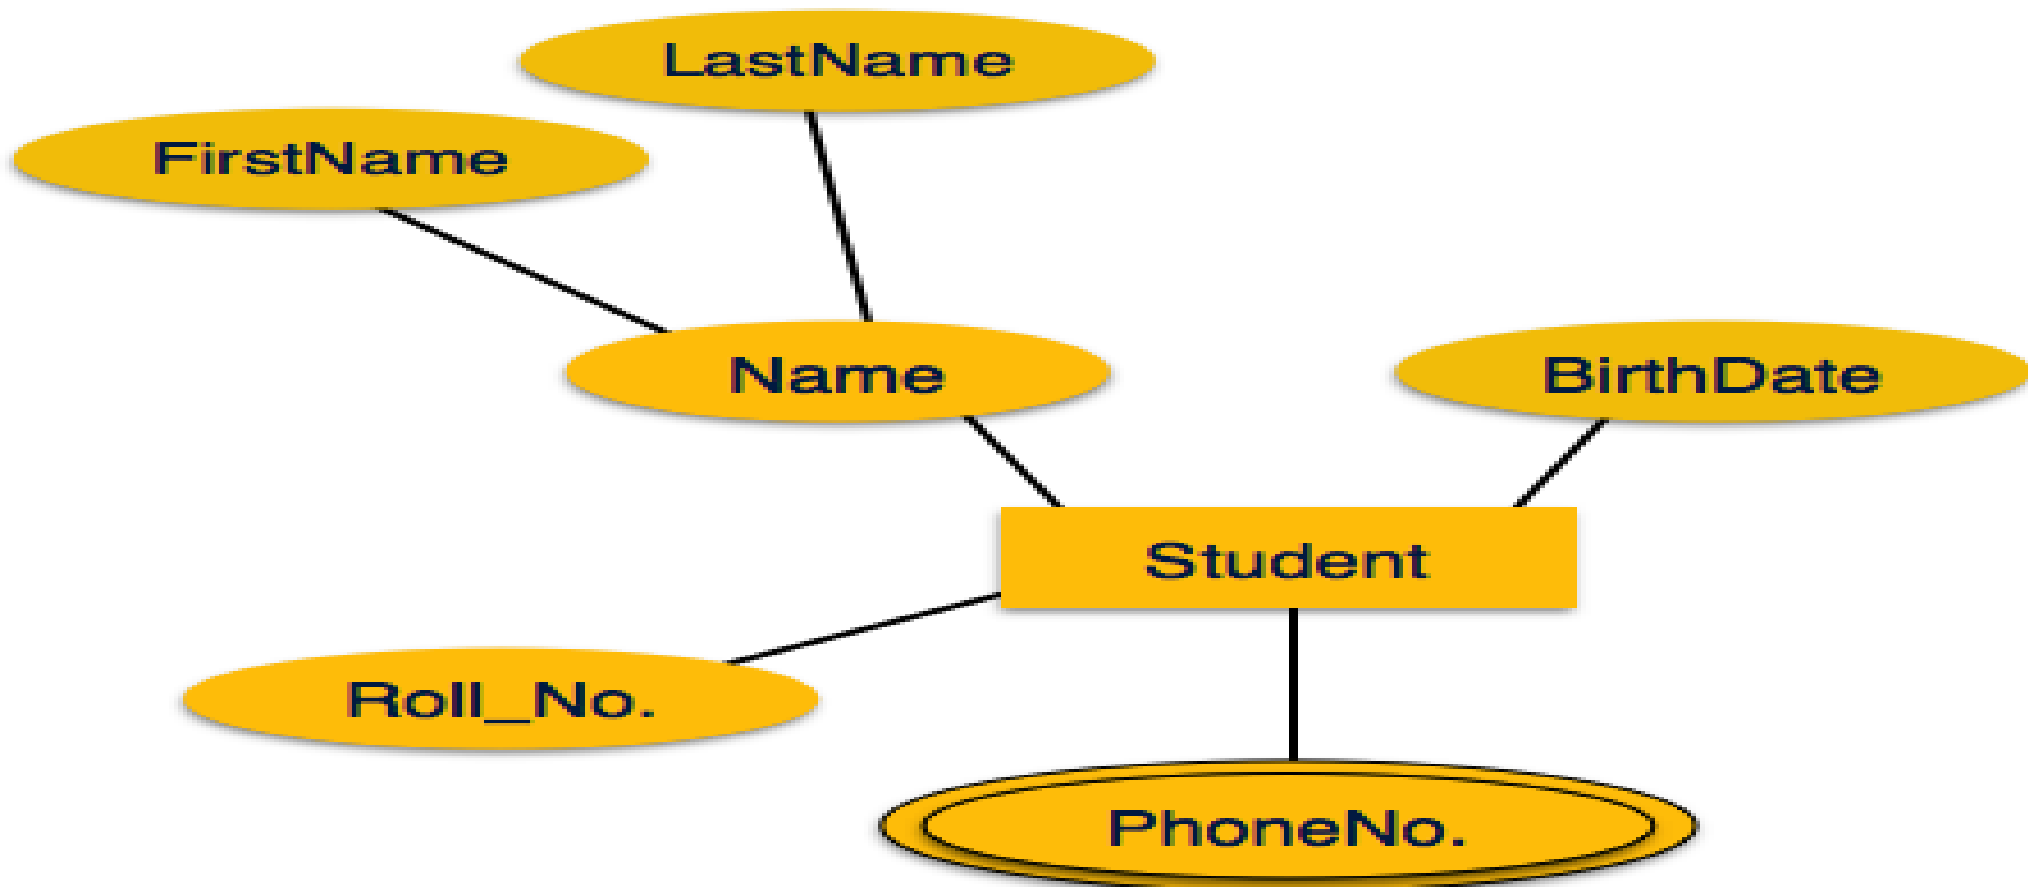 LastName
FirstName
Name
BirthDate
Student
Roll_No.
PhoneNo.